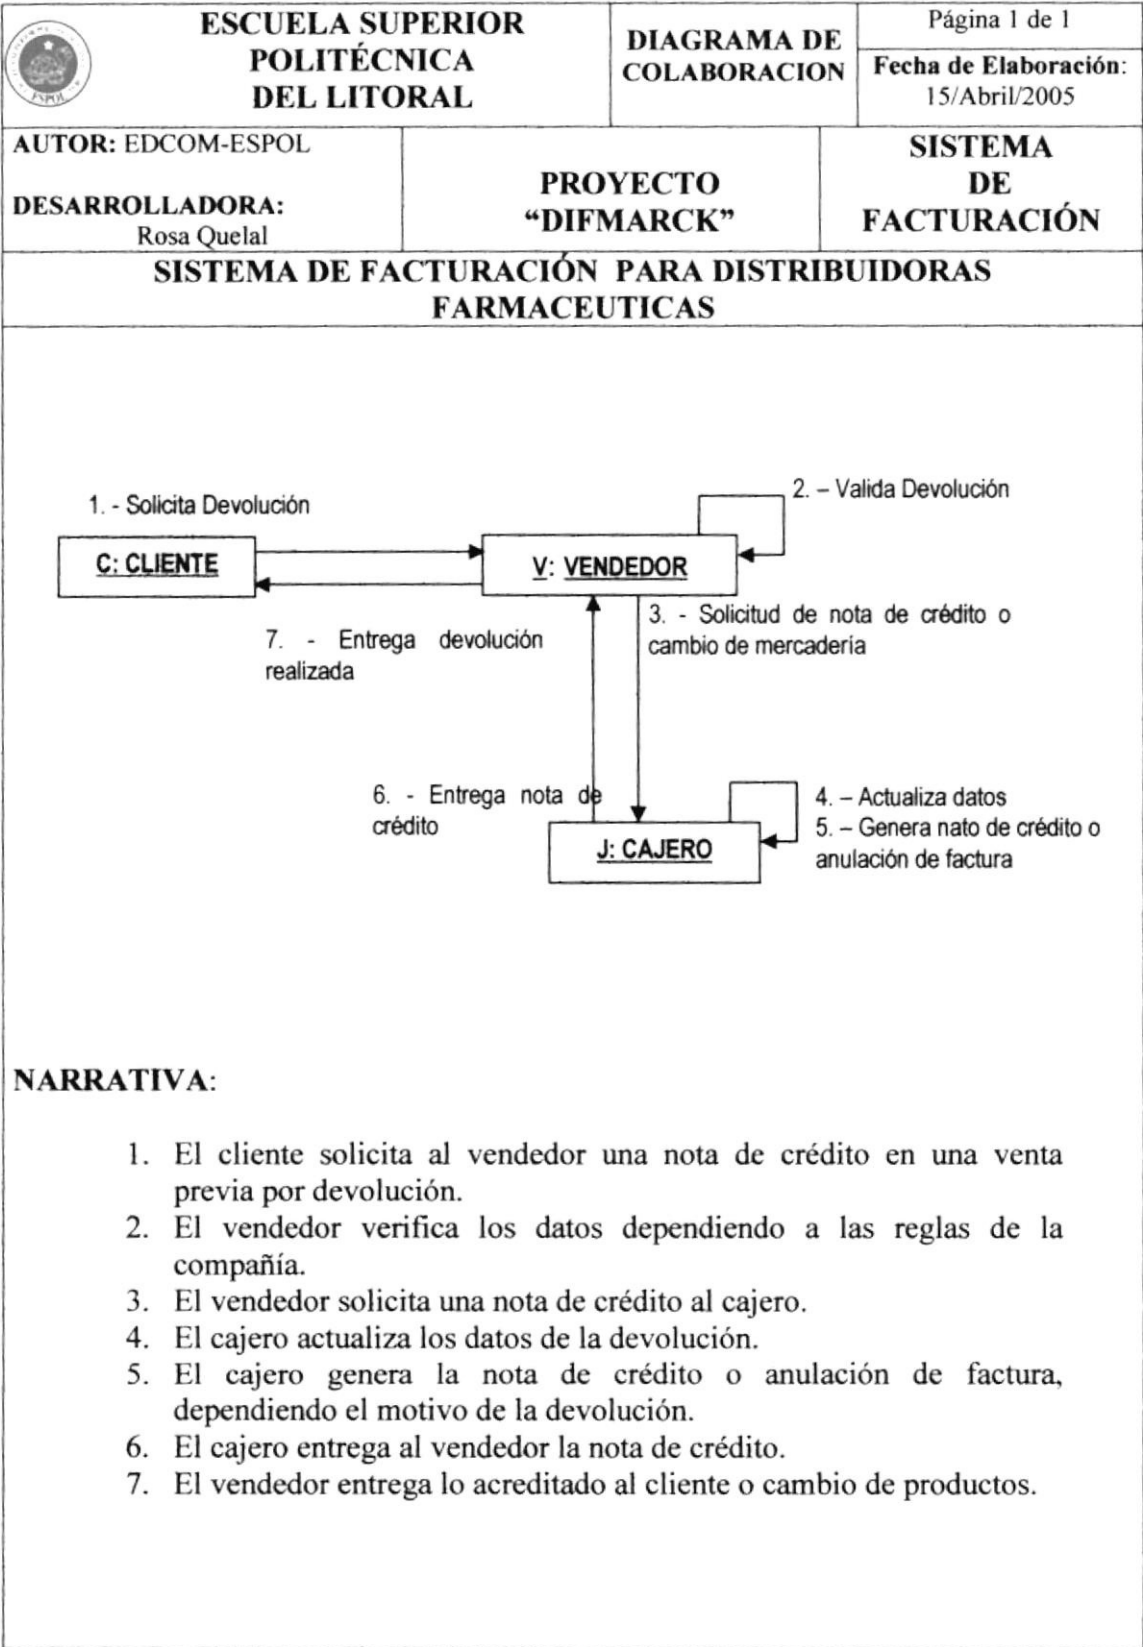 ESCUELA SUPERIOR
POLITÉCNICA
DEL LITORAL
DIAGRAMA DE
COLABORACION
Página 1 de 1
Fecha de Elaboración:
15/Abril/2005
ESPOL
AUTOR: EDCOM-ESPOL
DESARROLLADORA:
Rosa Quelal
PROYECTO
“DIFMARCK”
SISTEMA
DE
FACTURACIÓN
SISTEMA DE FACTURACIÓN PARA DISTRIBUIDORAS
FARMACEUTICAS
1. - Solicita Devolución
2. – Valida Devolución
C: CLIENTE
V: VENDEDOR
7. - Entrega devolución
realizada
3. - Solicitud de nota de crédito o
cambio de mercadería
6. - Entrega nota de
crédito
4. – Actualiza datos
5. – Genera nato de crédito o
anulación de factura
J: CAJERO
NARRATIVA:
1. El cliente solicita al vendedor una nota de crédito en una venta
previa por devolución.
2. El vendedor verifica los datos dependiendo a las reglas de la
compañía.
3. El vendedor solicita una nota de crédito al cajero.
4. El cajero actualiza los datos de la devolución.
5. El cajero genera la nota de crédito o anulación de factura,
dependiendo el motivo de la devolución.
6. El cajero entrega al vendedor la nota de crédito.
7. El vendedor entrega lo acreditado al cliente o cambio de productos.